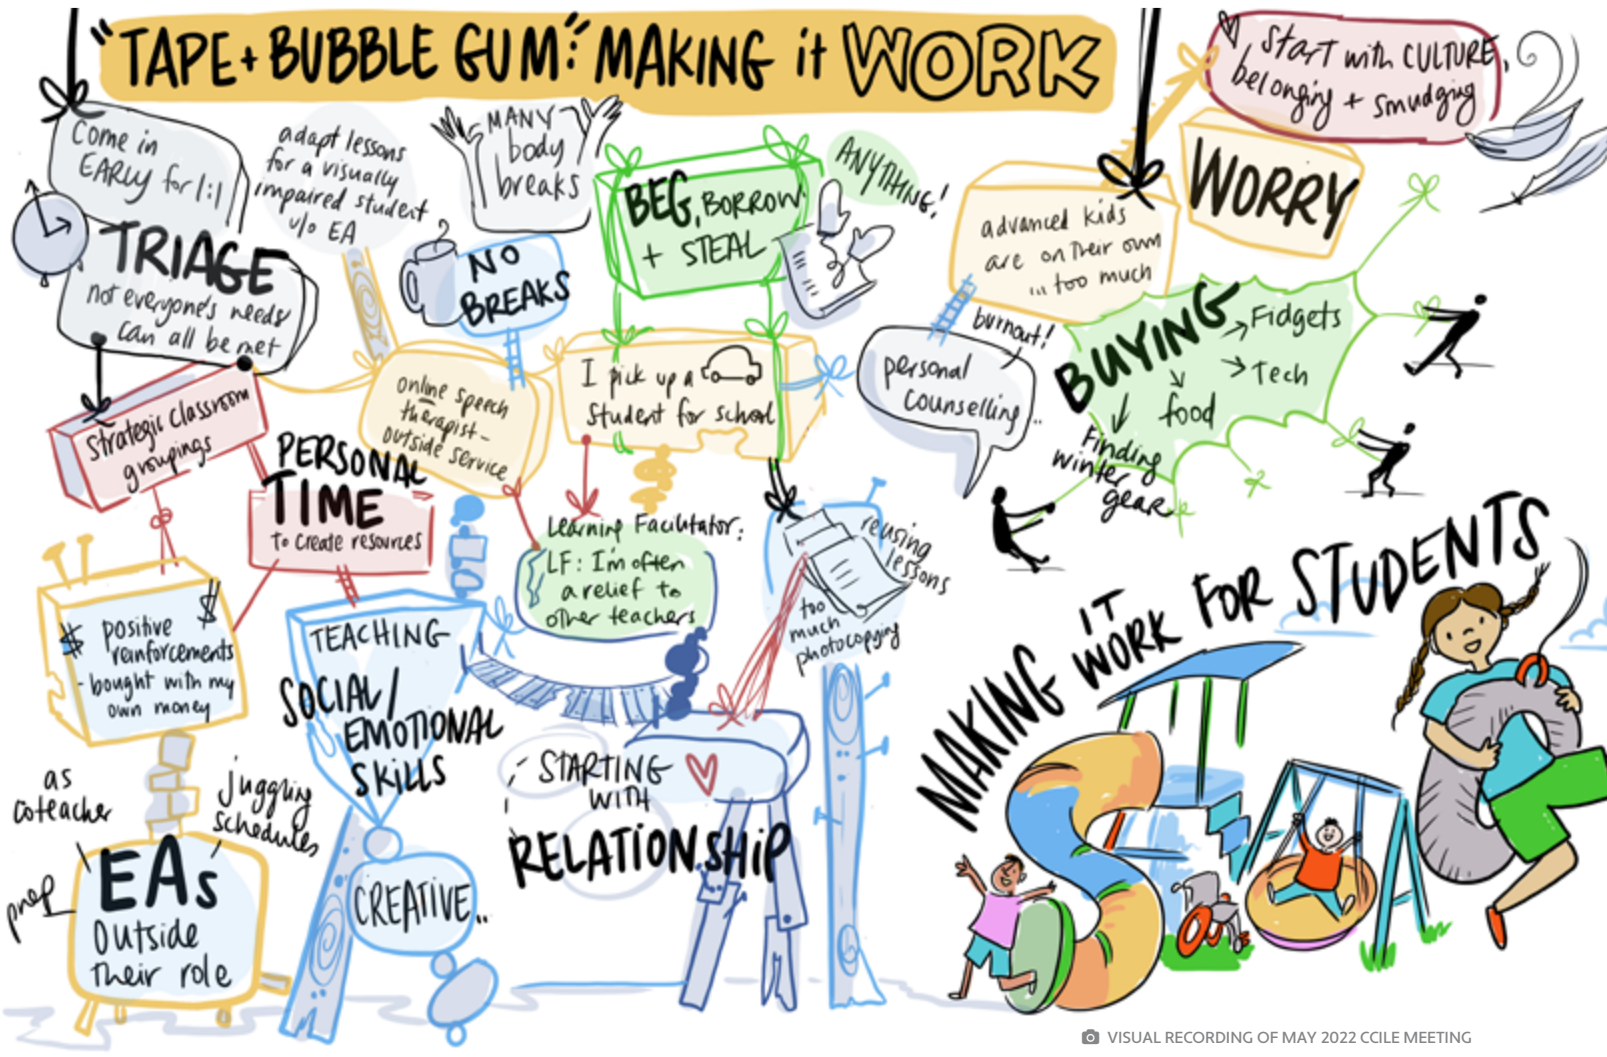 "TAPE + BUBBLE GUM": MAKING it WORK
Start with CULTURE,
belonging + smudging
Come in
EARLY for 1:1
TRIAGE
not everyone's needs
can all be met
adapt lessons
for a visually
impaired student
w/o EA
MANY
body
breaks
NO
BREAKS
BEG, BORROW
+ STEAL
ANYTHING!
advanced kids
are on their own
... too much
WORRY
burnout!
personal
counselling..
BUYING
→ Fidgets
→ Tech
food
Finding
winter
gear
Strategic classroom
groupings
PERSONAL
TIME
to create resources
online speech
therapist-
outside service
I pick up a
student for school
Learning Facilitator:
LF: I'm often
a relief to
other teachers
reusing
lessons
too
much
photocopying
$ positive $
reinforcements
- bought with my
own money
TEACHING
SOCIAL/
EMOTIONAL
SKILLS
CREATIVE..
STARTING
WITH
RELATIONSHIP
as
coteacher
juggling
schedules
prep
EAs
outside
their role
MAKING IT WORK FOR STUDENTS
VISUAL RECORDING OF MAY 2022 CCILE MEETING